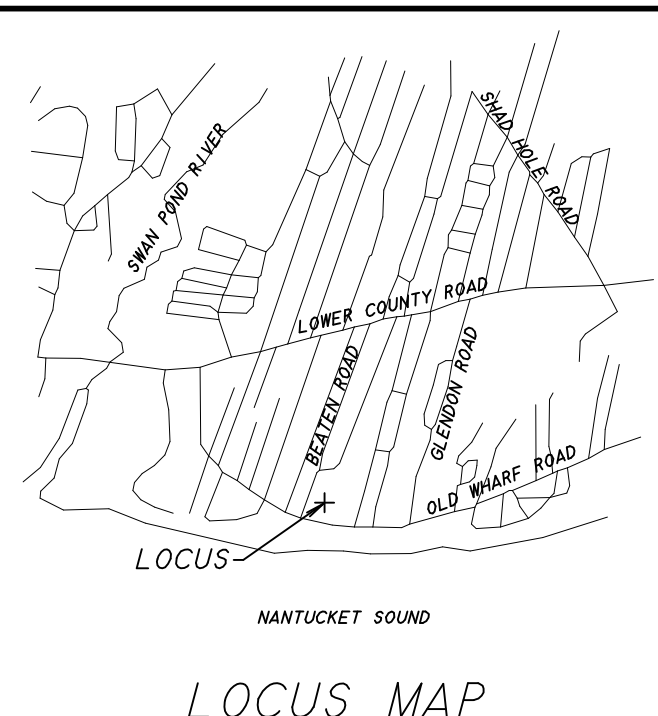 SHAD HOLE ROAD
SWAN POND RIVER
LOWER COUNTY ROAD
BEATEN ROAD
GLENDON ROAD
OLD WHARF ROAD
LOCUS
NANTUCKET SOUND
LOCUS MAP